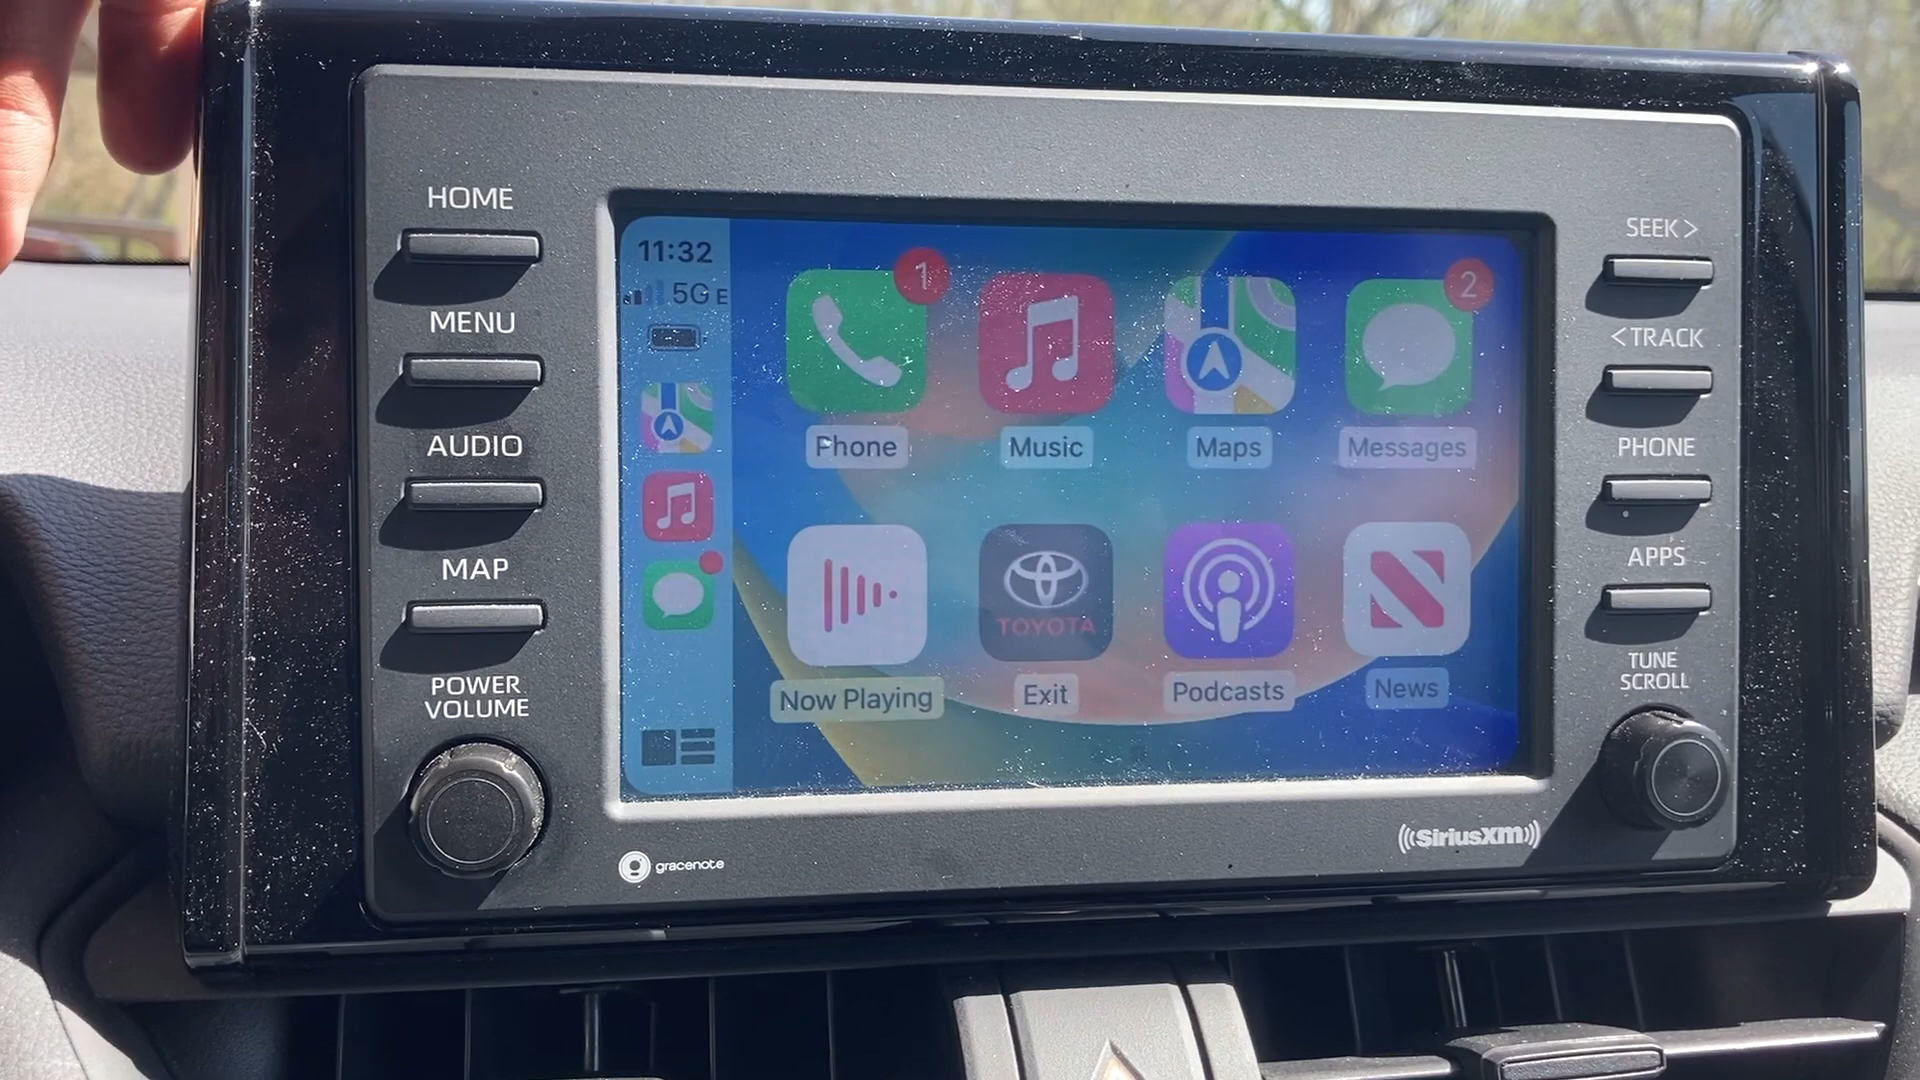 HOME
MENU
AUDIO
MAP
POWER
VOLUME
11:32
5G E
1
2
Phone
Music
Maps
Messages
TOYOTA
Now Playing
Exit
Podcasts
News
SEEK >
< TRACK
PHONE
APPS
TUNE
SCROLL
gracenote
((SiriusXM))